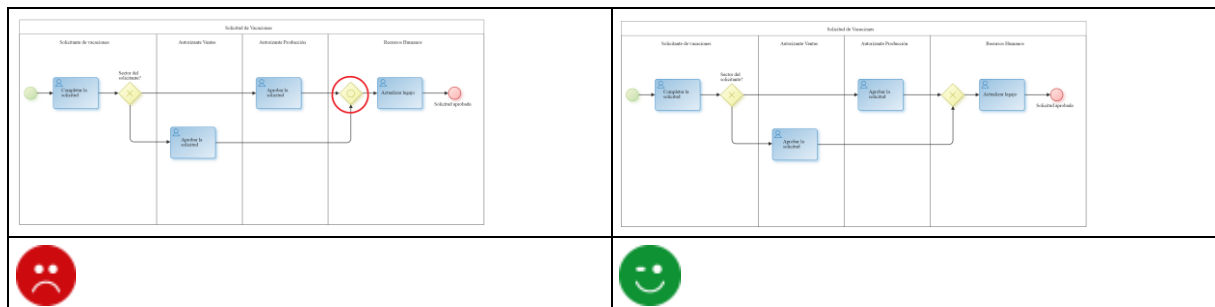 Solicitud de Vacaciones
Solicitante de vacaciones
Autorizante Ventas
Autorizante Producción
Recursos Humanos
Sector del
solicitante?
Completar la
solicitud
Aprobar la
solicitud
Actualizar legajo
Solicitud aprobada
Aprobar la
solicitud
Solicitud de Vacaciones
Solicitante de vacaciones
Autorizante Ventas
Autorizante Producción
Recursos Humanos
Sector del
solicitante?
Completar la
solicitud
Aprobar la
solicitud
Actualizar legajo
Solicitud aprobada
Aprobar la
solicitud